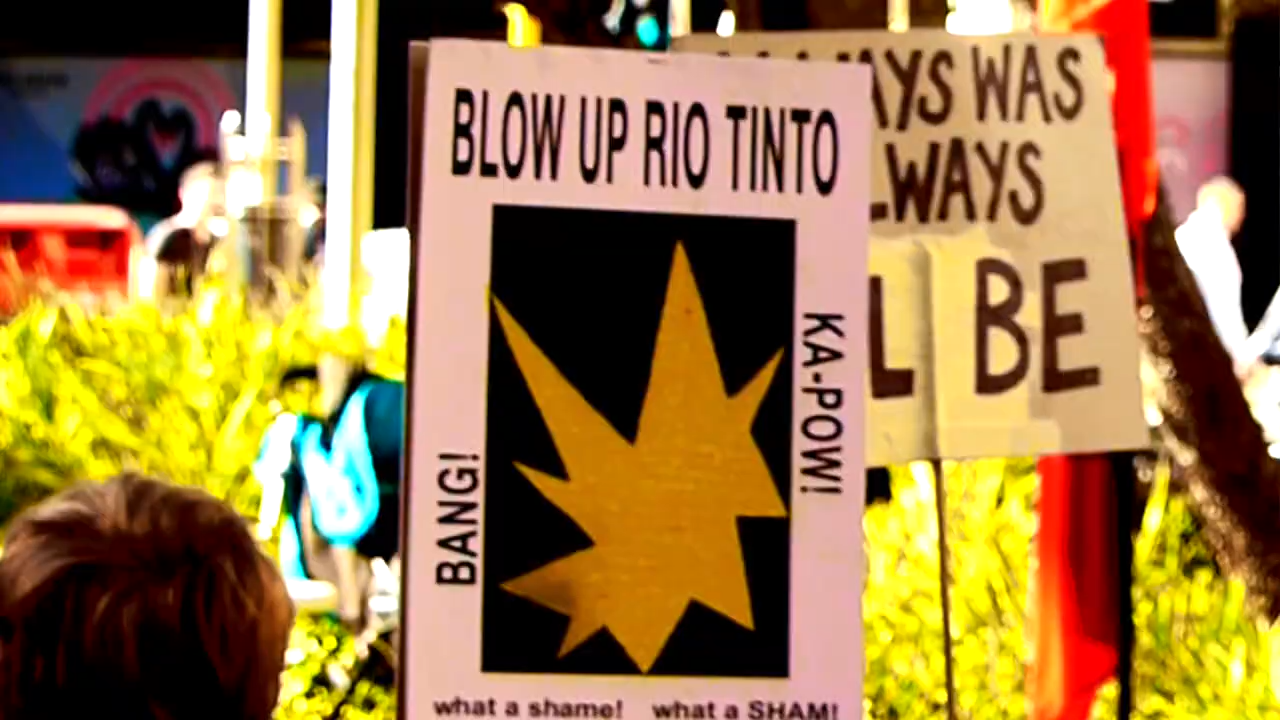 BLOW UP RIO TINTO
BANG!
KA-POW!
what a shame! what a SHAM!
WAS
BE